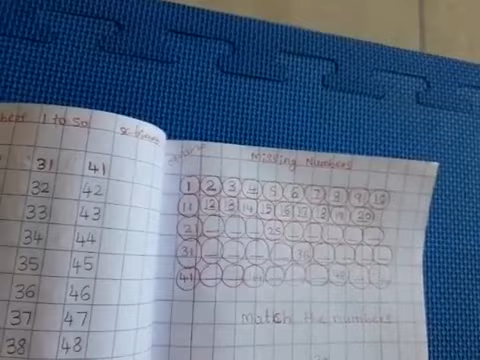 1 to 50
31 41
32 42
33 43
34 44
35 45
36 46
37 47
38 48
Missing Numbers
1 2 3 4 5 6 7 8 9 10
11 12 13 14 15 16 17 18 19 20
21 _ _ _ 25 _ _ _ _ _
31 _ _ _ _ _ 36 _ _ _ _
41 _ _ _ _ _ _ _ _
Match the numbers